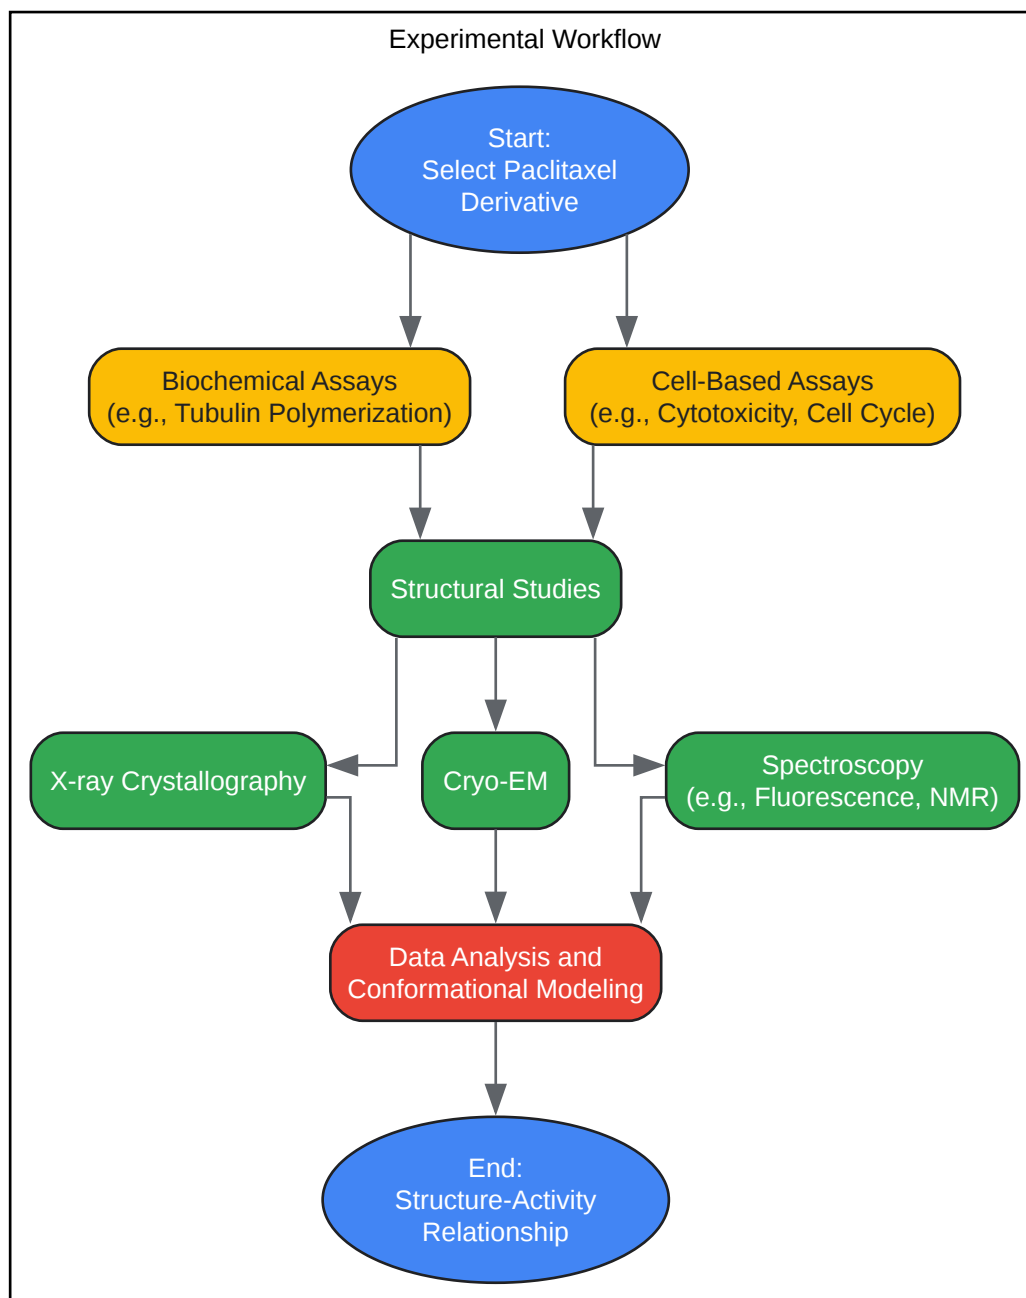 Experimental Workflow
Start:
Select Paclitaxel
Derivative
Biochemical Assays
(e.g., Tubulin Polymerization)
Cell-Based Assays
(e.g., Cytotoxicity, Cell Cycle)
Structural Studies
X-ray Crystallography
Cryo-EM
Spectroscopy
(e.g., Fluorescence, NMR)
Data Analysis and
Conformational Modeling
End:
Structure-Activity
Relationship